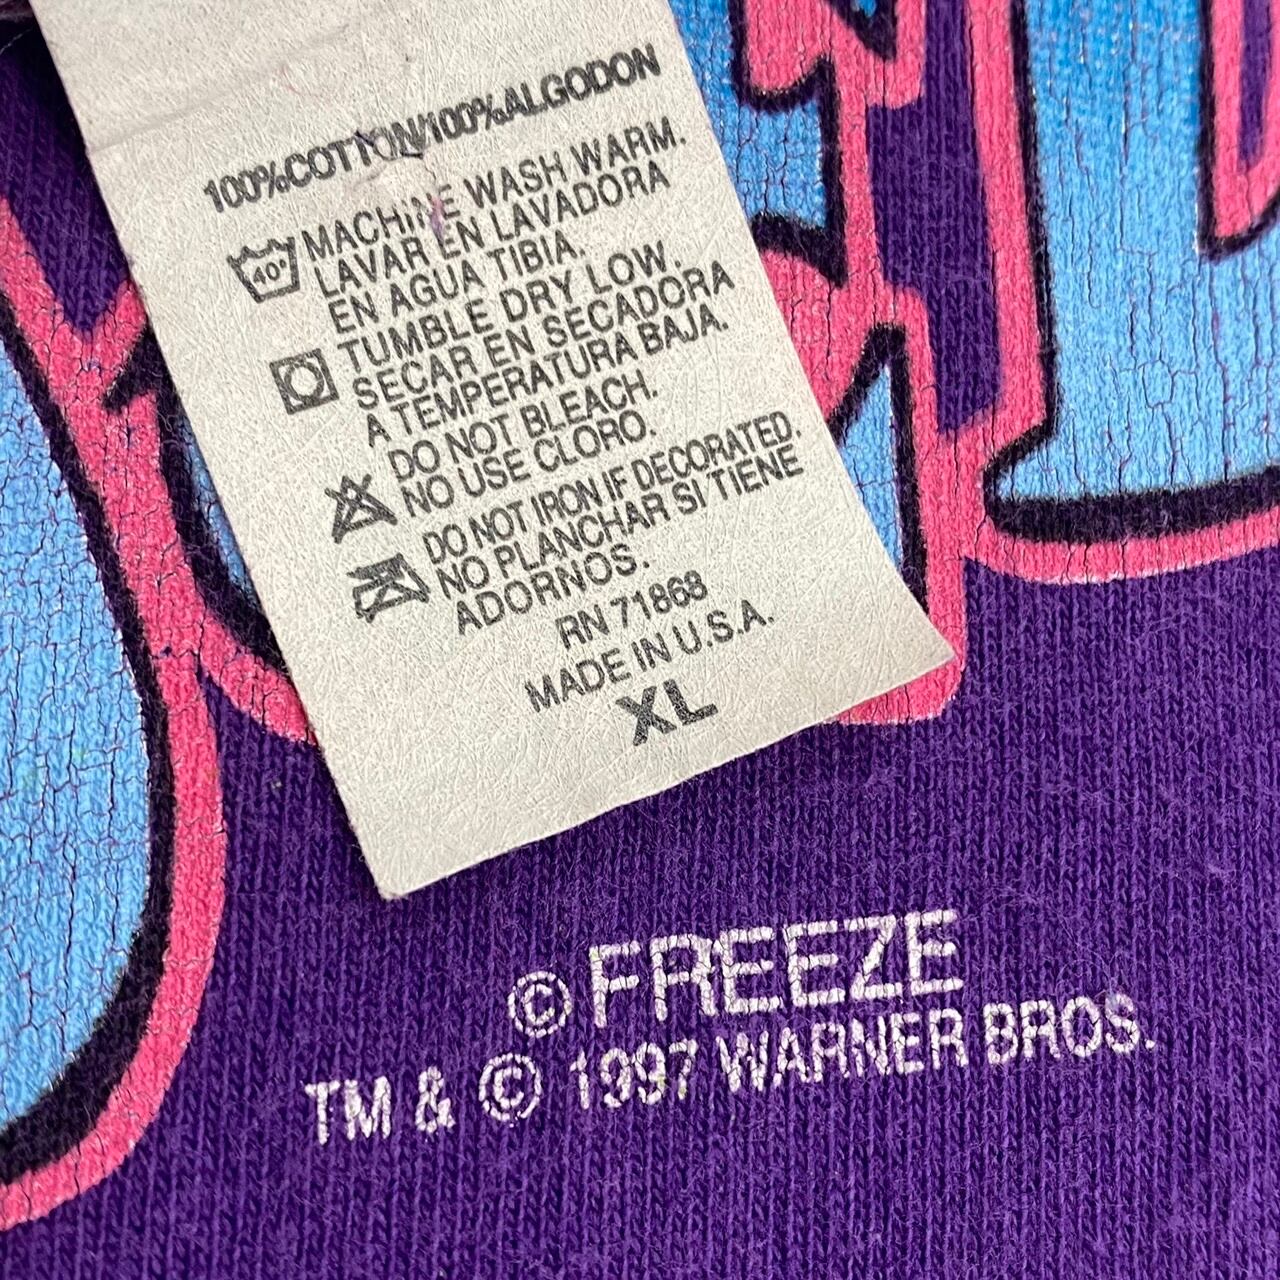 100%COTTON/100%ALGODON
40°
MACHINE WASH WARM.
LAVAR EN LAVADORA
EN AGUA TIBIA.
TUMBLE DRY LOW.
SECAR EN SECADORA
A TEMPERATURA BAJA.
DO NOT BLEACH.
NO USE CLORO.
DO NOT IRON IF DECORATED.
NO PLANCHAR SI TIENE
ADORNOS.
RN 71868
MADE IN U.S.A.
XL
© FREEZE
TM & © 1997 WARNER BROS.